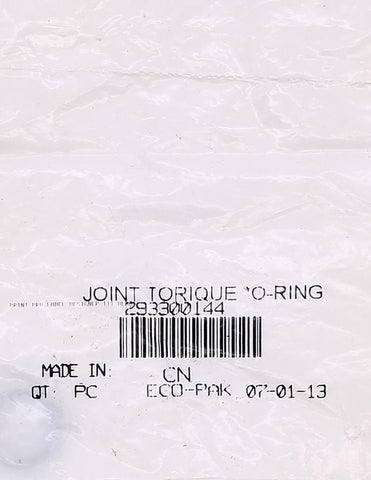 JOINT TORIQUE *O-RING
293300144
MADE IN: CN
QT: PC ECO-PAK 07-01-13